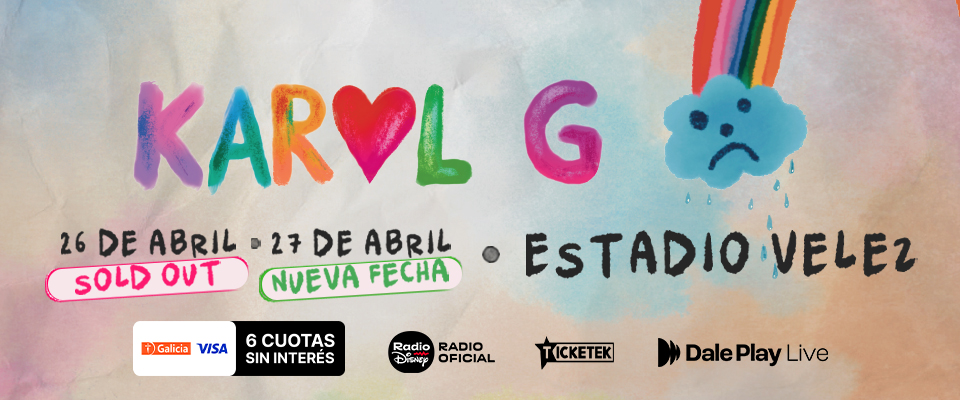 KAR♥L G
26 DE ABRIL 27 DE ABRIL • ESTADIO VELEZ
SOLD OUT NUEVA FECHA
Galicia VISA 6 CUOTAS
SIN INTERÉS
Radio Disney RADIO
OFICIAL
TICKETEK
Dale Play Live